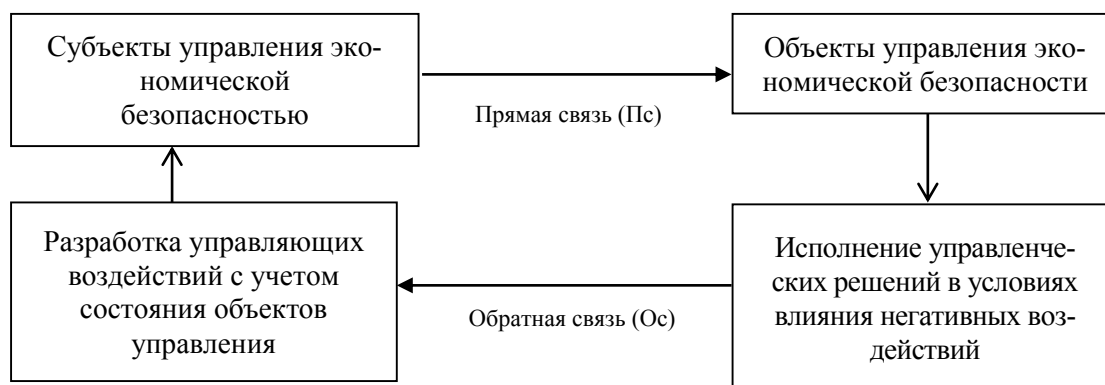 Субъекты управления эко-
номической
безопасностью
Прямая связь (Пс)
Объекты управления эко-
номической безопасности
Разработка управляющих
воздействий с учетом
состояния объектов
управления
Обратная связь (Ос)
Исполнение управленче-
ских решений в условиях
влияния негативных воз-
действий